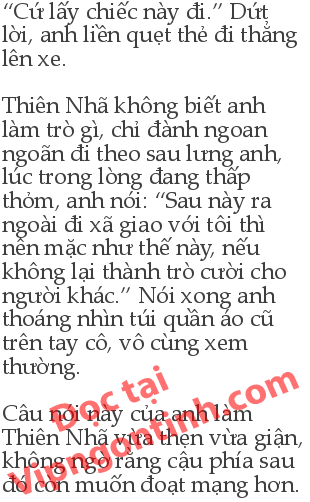 “Cứ lấy chiếc này đi.” Dứt
lời, anh liền quẹt thẻ đi thẳng
lên xe.
Thiên Nhã không biết anh
làm trò gì, chỉ đành ngoan
ngoãn đi theo sau lưng anh,
lúc trong lòng đang thấp
thỏm, anh nói: “Sau này ra
ngoài đi xã giao với tôi thì
nên mặc như thế này, nếu
không lại thành trò cười cho
người khác.” Nói xong anh
thoáng nhìn túi quần áo cũ
trên tay cô, vô cùng xem
thường.
Câu nói này của anh làm
Thiên Nhã vừa thẹn vừa giận,
không ngờ rằng câu phía sau
đó còn muốn đoạt mạng hơn.
Đọc tại
Vipngontinh.com